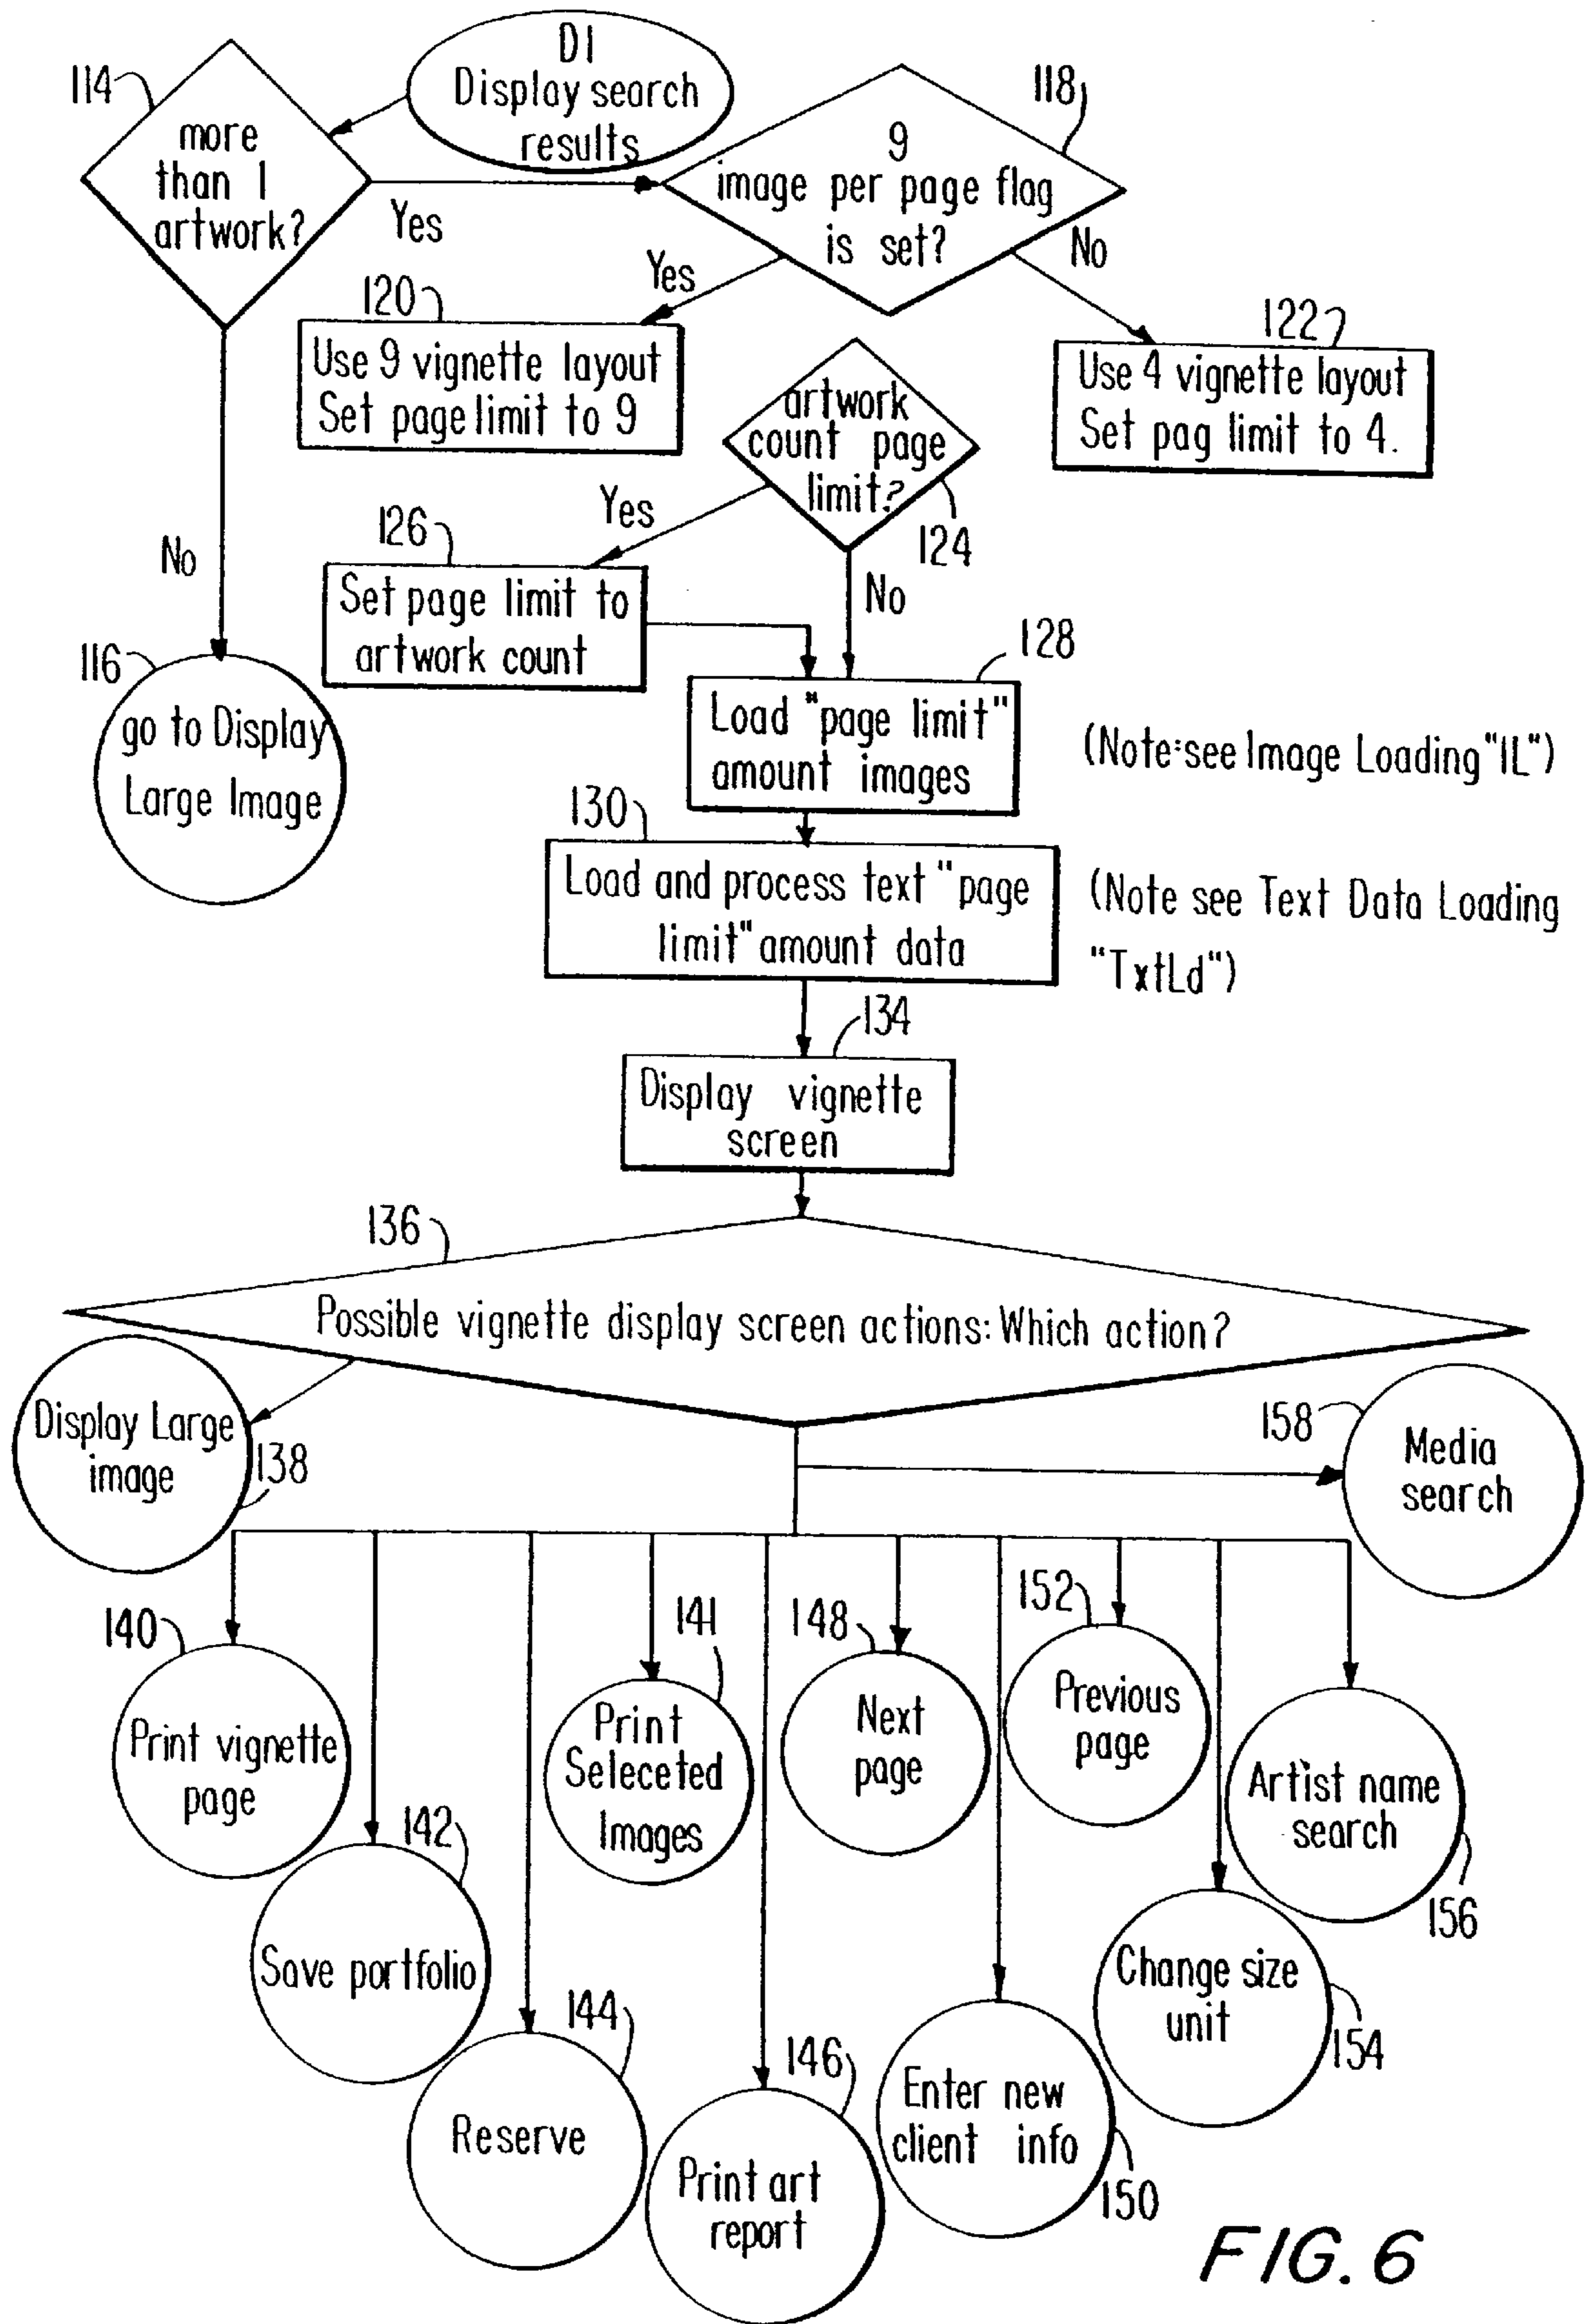 D1
Display search
results
114
more
than 1
artwork?
Yes
118
9
image per page flag
is set?
Yes
No
120
Use 9 vignette layout
Set page limit to 9
122
Use 4 vignette layout
Set pag limit to 4.
artwork
count page
limit?
124
Yes
No
126
Set page limit to
artwork count
No
116
go to Display
Large Image
128
Load "page limit"
amount images
(Note: see Image Loading "IL")
130
Load and process text "page
limit" amount data
(Note see Text Data Loading
"TxtLd")
134
Display vignette
screen
136
Possible vignette display screen actions: Which action?
Display Large
image
138
158
Media
search
140
Print vignette
page
142
Save portfolio
144
Reserve
141
Print
Seleceted
Images
146
Print art
report
148
Next
page
Enter new
client info
150
152
Previous
page
Change size
unit
154
Artist name
search
156
FIG. 6